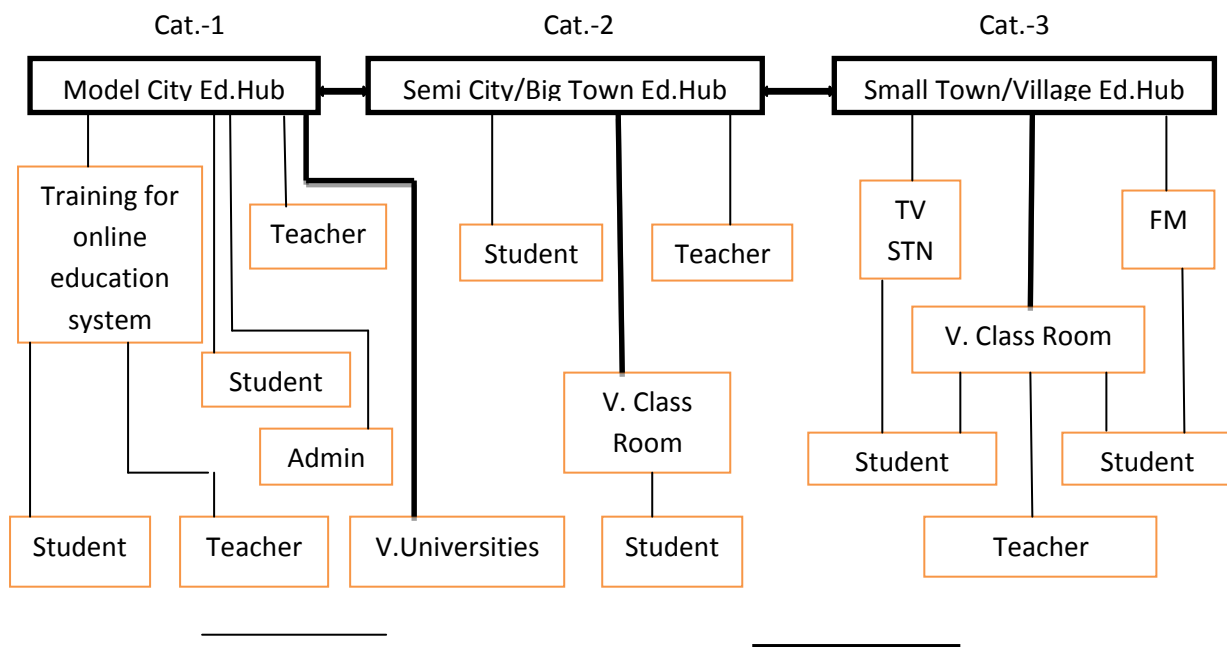 Cat.-1
Cat.-2
Cat.-3
Model City Ed.Hub
Semi City/Big Town Ed.Hub
Small Town/Village Ed.Hub
Training for
online
education
system
Teacher
Student
Admin
Student
Teacher
V.Universities
Student
Teacher
V. Class
Room
Student
TV
STN
FM
V. Class Room
Student
Student
Teacher